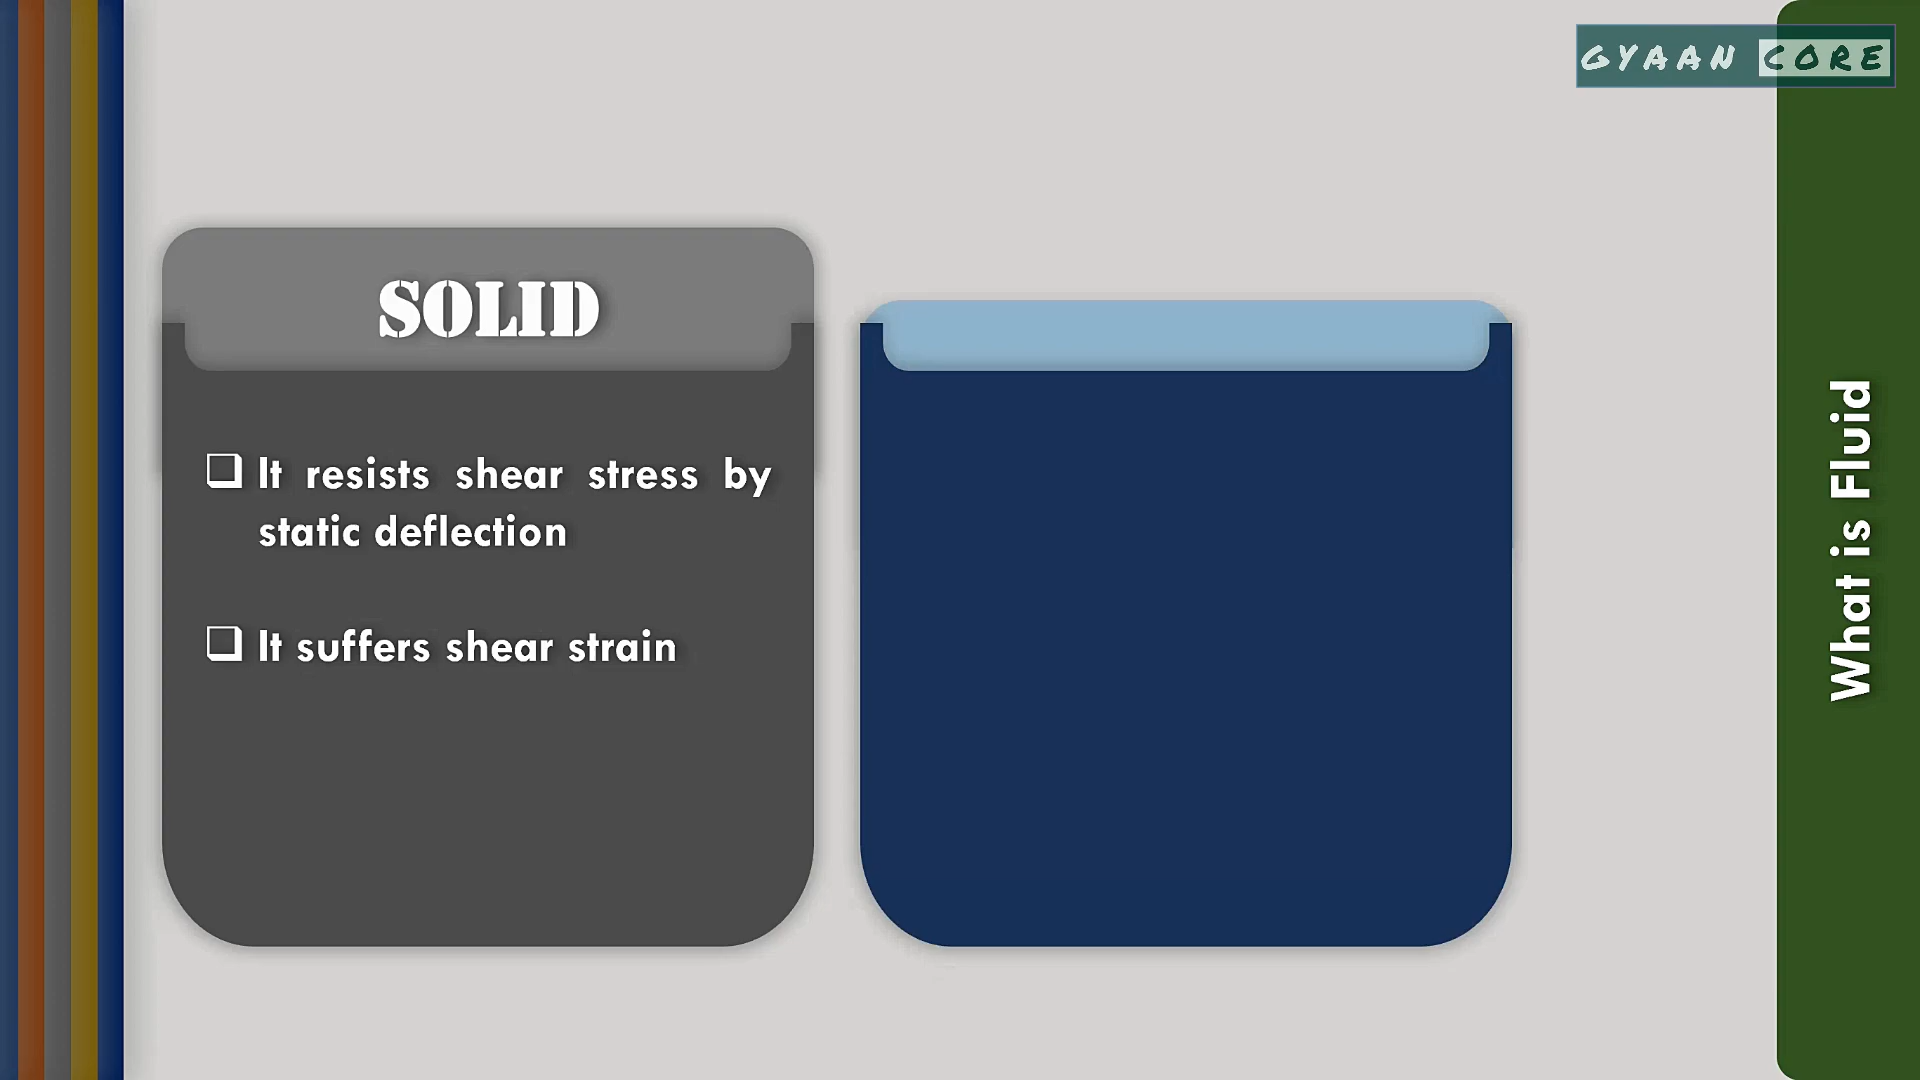 GYAAN CORE
SOLID
❑ It resists shear stress by
static deflection
❑ It suffers shear strain
What is Fluid